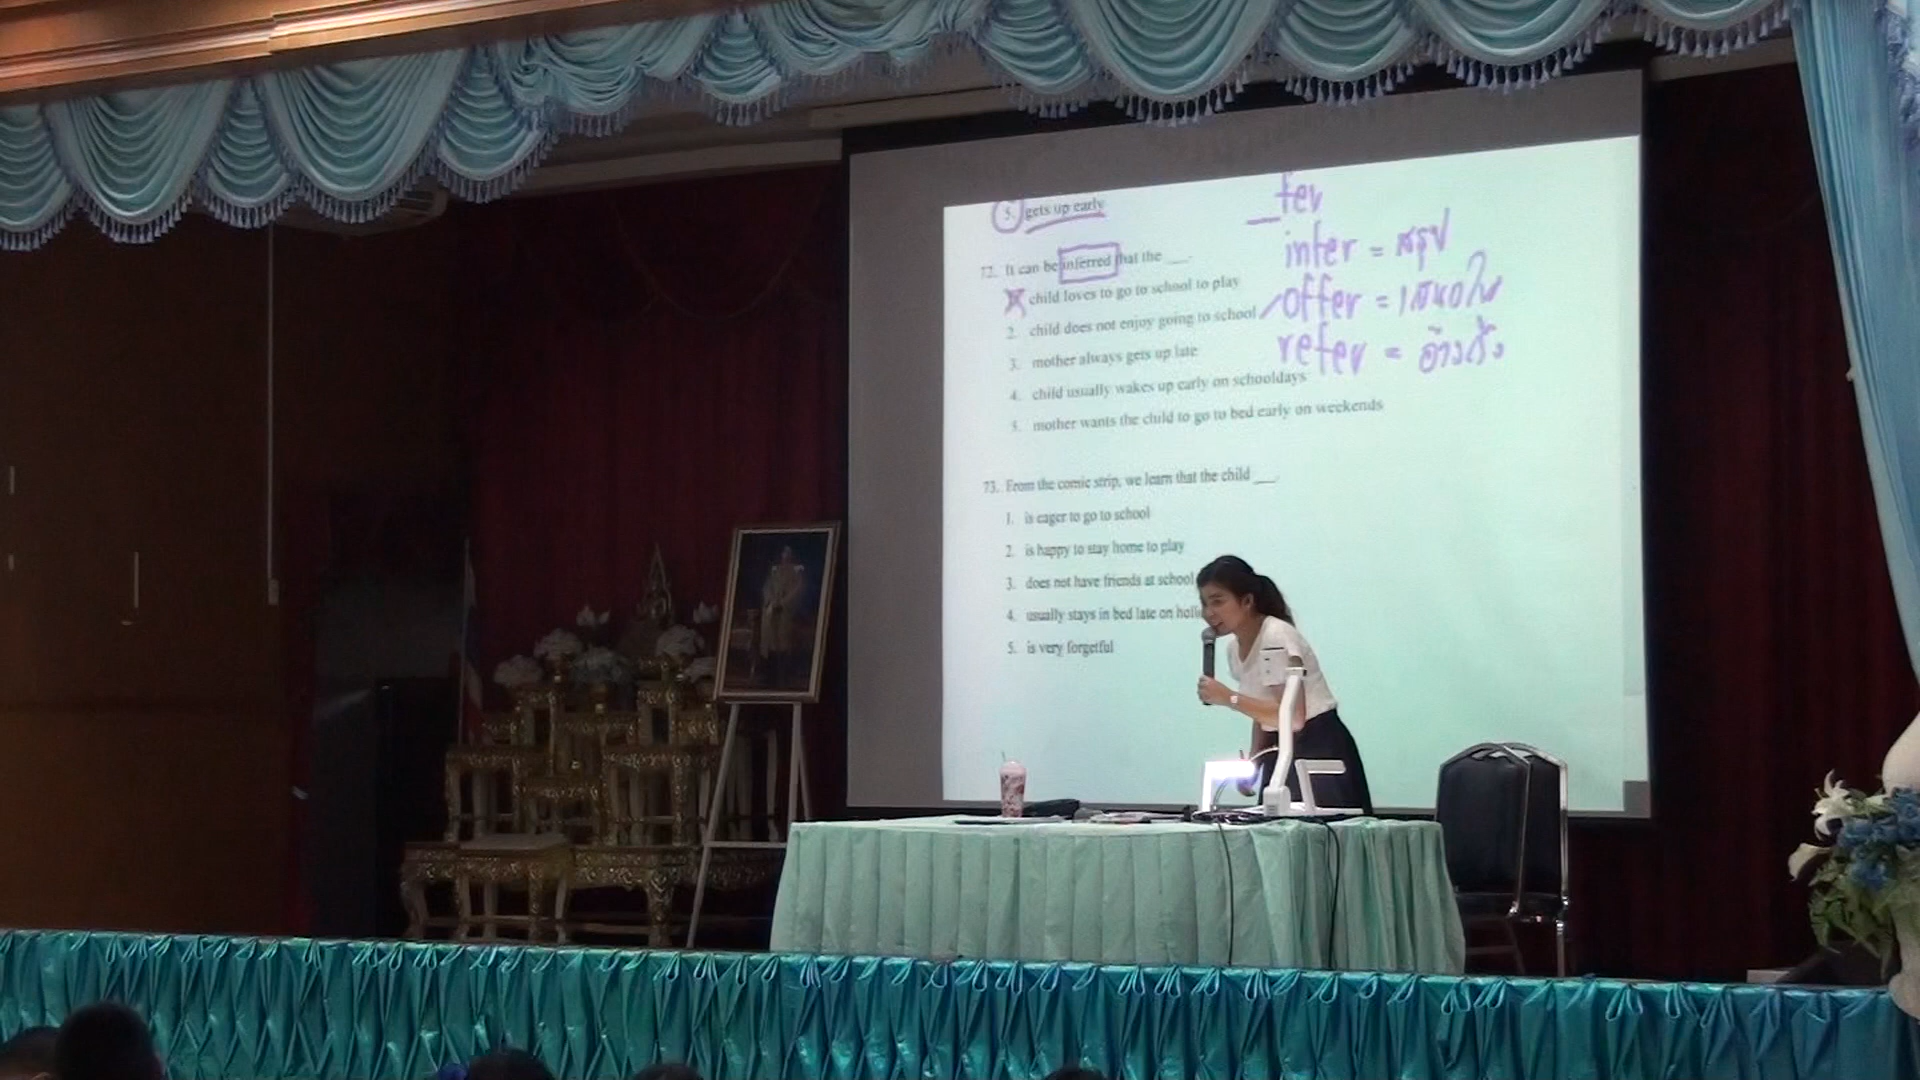 5. gets up early
__fer
72. It can be inferred that the ___.
infer = สรุป
child loves to go to school to play
offer = เสนอให้
2. child does not enjoy going to school
refer = อ้างถึง
3. mother always gets up late
4. child usually wakes up early on schooldays
5. mother wants the child to go to bed early on weekends
73. From the comic strip, we learn that the child ___.
1. is eager to go to school
2. is happy to stay home to play
3. does not have friends at school
4. usually stays in bed late on
5. is very forgetful